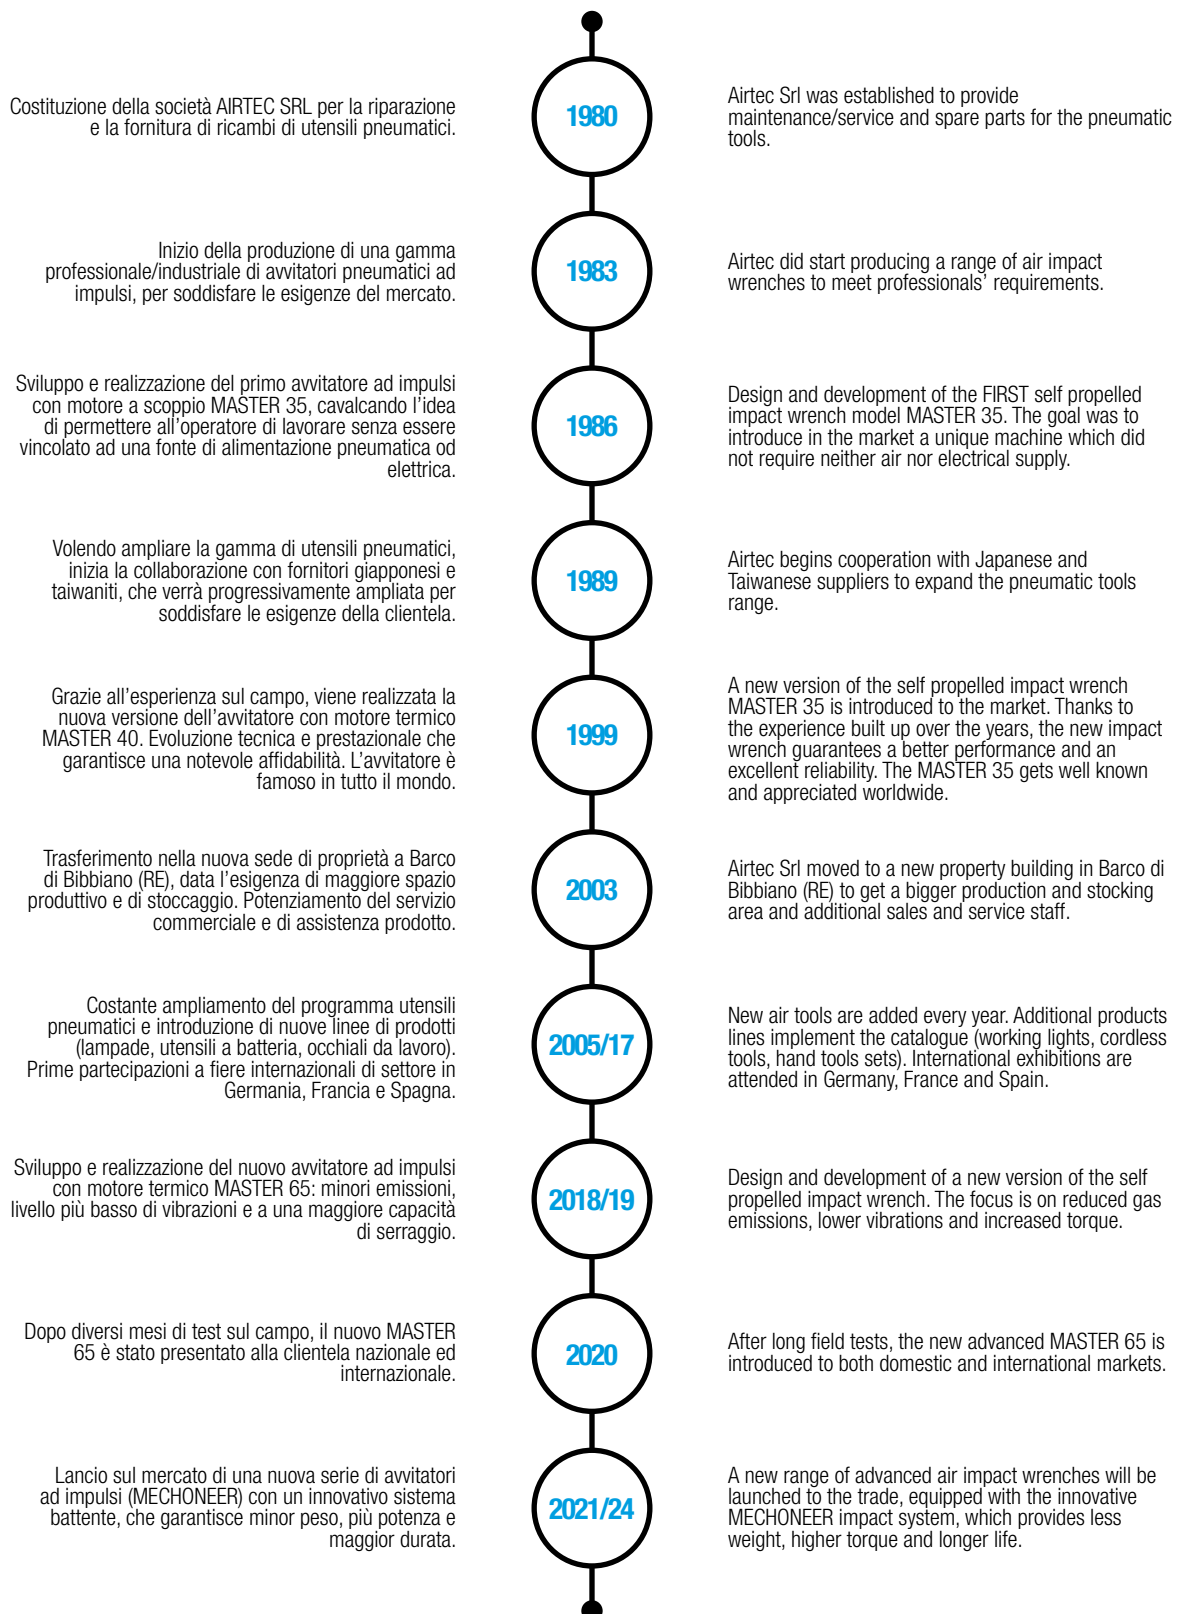 Costituzione della società AIRTEC SRL per la riparazione
e la fornitura di ricambi di utensili pneumatici.
1980
Airtec Srl was established to provide
maintenance/service and spare parts for the pneumatic
tools.
Inizio della produzione di una gamma
professionale/industriale di avvitatori pneumatici ad
impulsi, per soddisfare le esigenze del mercato.
1983
Airtec did start producing a range of air impact
wrenches to meet professionals’ requirements.
Sviluppo e realizzazione del primo avvitatore ad impulsi
con motore a scoppio MASTER 35, cavalcando l’idea
di permettere all’operatore di lavorare senza essere
vincolato ad una fonte di alimentazione pneumatica od
elettrica.
1986
Design and development of the FIRST self propelled
impact wrench model MASTER 35. The goal was to
introduce in the market a unique machine which did
not require neither air nor electrical supply.
Volendo ampliare la gamma di utensili pneumatici,
inizia la collaborazione con fornitori giapponesi e
taiwaniti, che verrà progressivamente ampliata per
soddisfare le esigenze della clientela.
1989
Airtec begins cooperation with Japanese and
Taiwanese suppliers to expand the pneumatic tools
range.
Grazie all’esperienza sul campo, viene realizzata la
nuova versione dell’avvitatore con motore termico
MASTER 40. Evoluzione tecnica e prestazionale che
garantisce una notevole affidabilità. L’avvitatore è
famoso in tutto il mondo.
1999
A new version of the self propelled impact wrench
MASTER 35 is introduced to the market. Thanks to
the experience built up over the years, the new impact
wrench guarantees a better performance and an
excellent reliability. The MASTER 35 gets well known
and appreciated worldwide.
Trasferimento nella nuova sede di proprietà a Barco
di Bibbiano (RE), data l’esigenza di maggiore spazio
produttivo e di stoccaggio. Potenziamento del servizio
commerciale e di assistenza prodotto.
2003
Airtec Srl moved to a new property building in Barco di
Bibbiano (RE) to get a bigger production and stocking
area and additional sales and service staff.
Costante ampliamento del programma utensili
pneumatici e introduzione di nuove linee di prodotti
(lampade, utensili a batteria, occhiali da lavoro).
Prime partecipazioni a fiere internazionali di settore in
Germania, Francia e Spagna.
2005/17
New air tools are added every year. Additional products
lines implement the catalogue (working lights, cordless
tools, hand tools sets). International exhibitions are
attended in Germany, France and Spain.
Sviluppo e realizzazione del nuovo avvitatore ad impulsi
con motore termico MASTER 65: minori emissioni,
livello più basso di vibrazioni e a una maggiore capacità
di serraggio.
2018/19
Design and development of a new version of the self
propelled impact wrench. The focus is on reduced gas
emissions, lower vibrations and increased torque.
Dopo diversi mesi di test sul campo, il nuovo MASTER
65 è stato presentato alla clientela nazionale ed
internazionale.
2020
After long field tests, the new advanced MASTER 65 is
introduced to both domestic and international markets.
Lancio sul mercato di una nuova serie di avvitatori
ad impulsi (MECHONEER) con un innovativo sistema
battente, che garantisce minor peso, più potenza e
maggior durata.
2021/24
A new range of advanced air impact wrenches will be
launched to the trade, equipped with the innovative
MECHONEER impact system, which provides less
weight, higher torque and longer life.